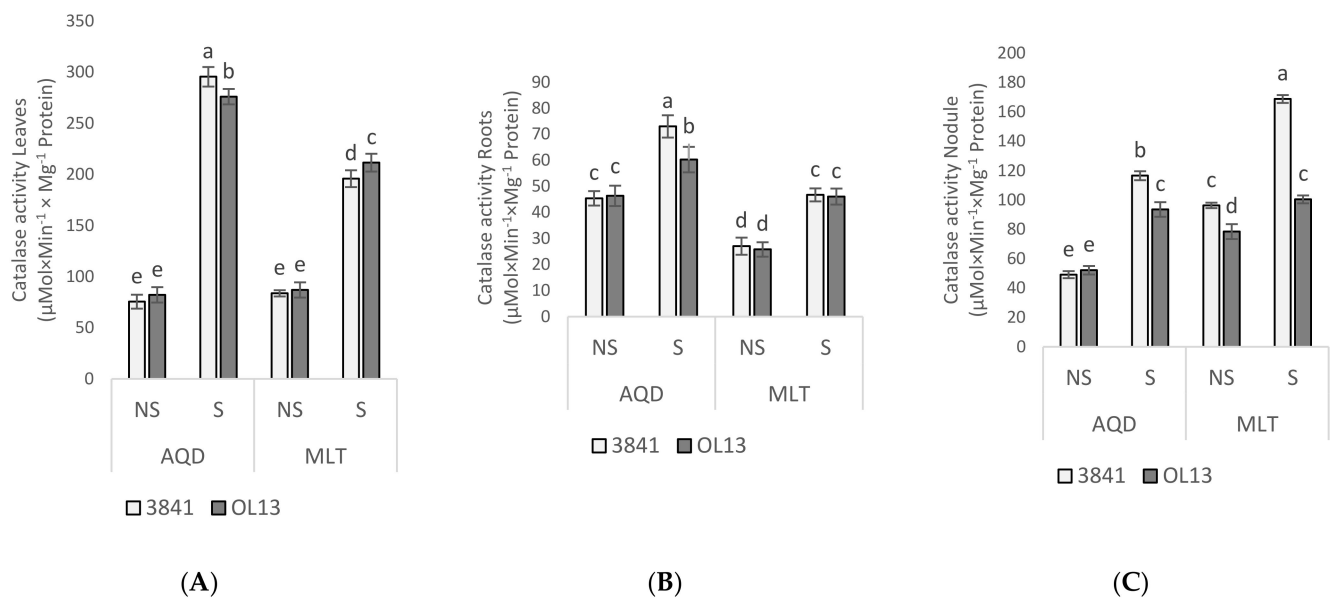 Catalase activity Leaves
(µMol×Min⁻¹ × Mg⁻¹ Protein)
350
300
250
200
150
100
50
0
e e a b e e d c
NS S NS S
AQD MLT
3841 OL13
(A)
Catalase activity Roots
(µMol×Min⁻¹×Mg⁻¹ Protein)
90
80
70
60
50
40
30
20
10
0
c c a b d d c c
NS S NS S
AQD MLT
3841 OL13
(B)
Catalase activity Nodule
(µMol×Min⁻¹×Mg⁻¹ Protein)
200
180
160
140
120
100
80
60
40
20
0
e e b c c d a c
NS S NS S
AQD MLT
3841 OL13
(C)